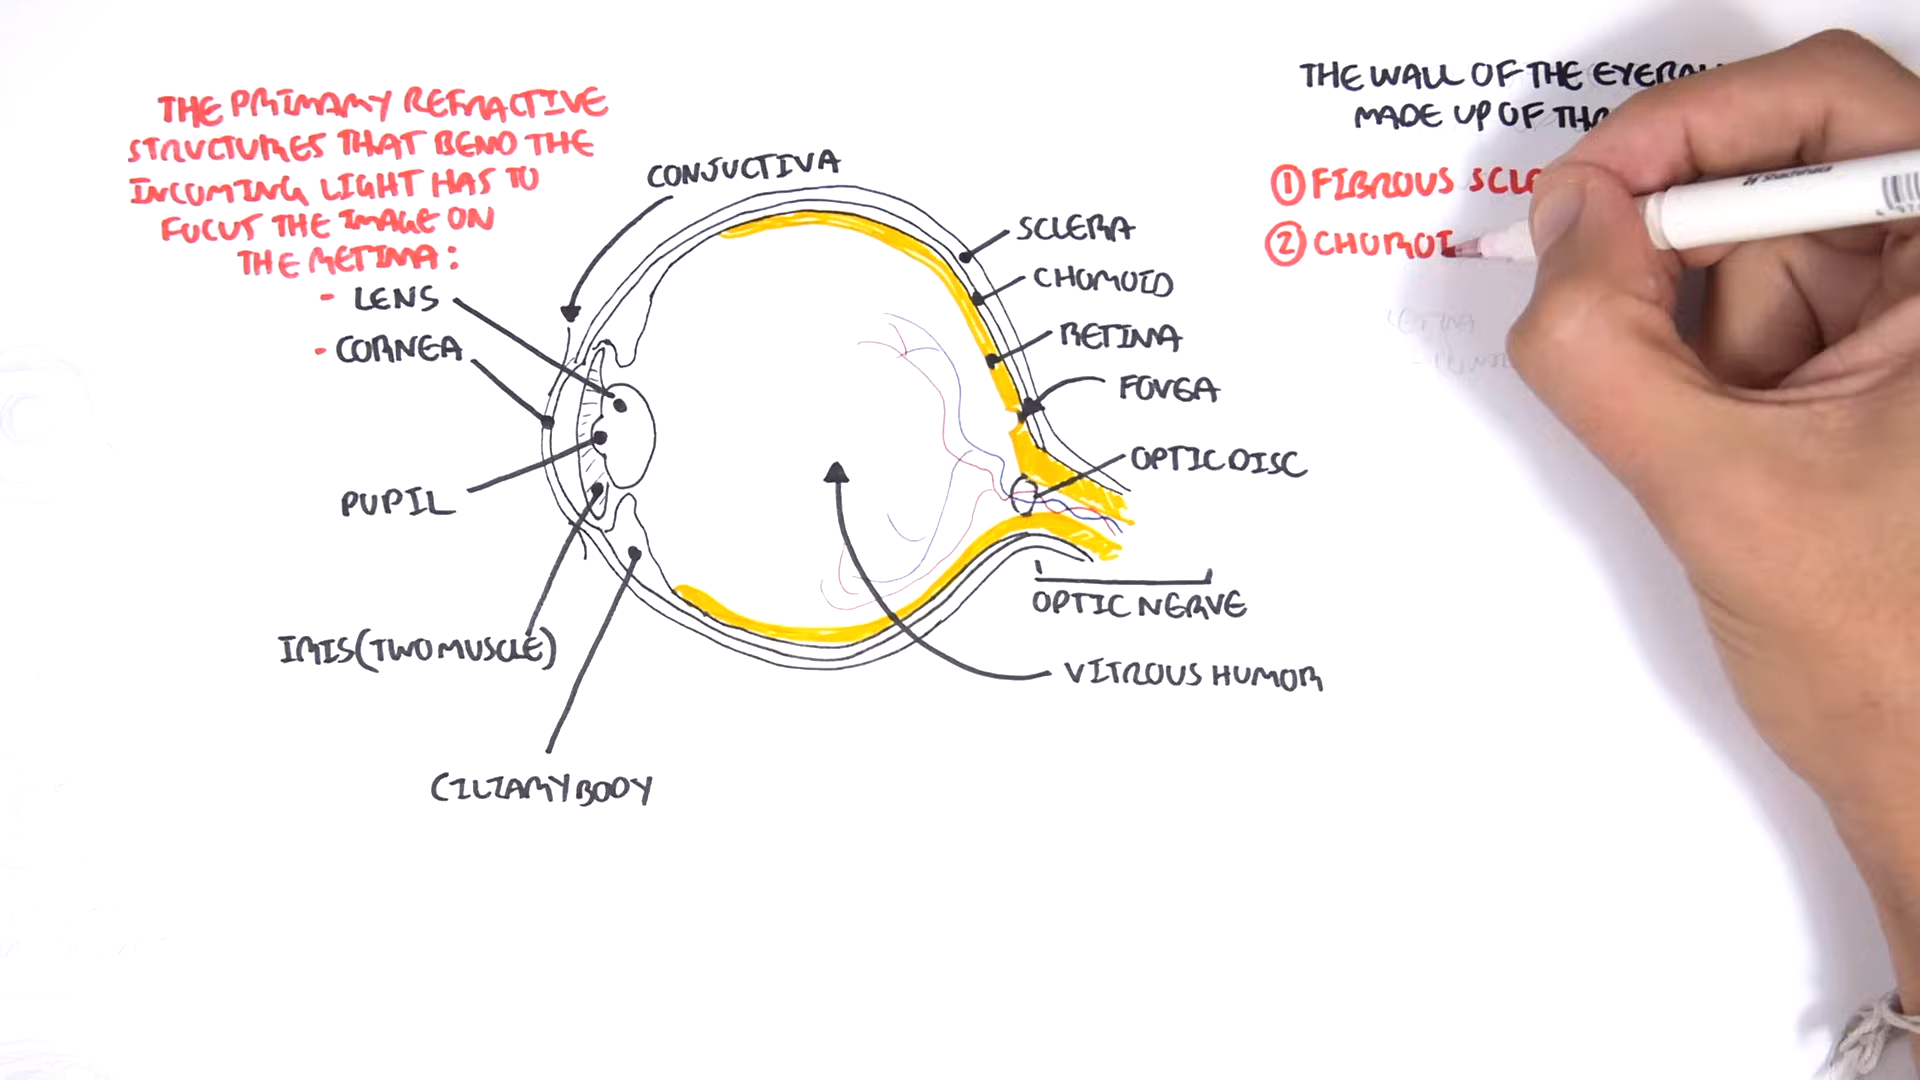 THE PRIMARY REFRACTIVE
STRUCTURES THAT BEND THE
INCOMING LIGHT HAS TO
FOCUS THE IMAGE ON
THE RETINA:
- LENS
- CORNEA
PUPIL
IRIS (TWO MUSCLE)
CILIARY BODY
CONJUCTIVA
SCLERA
CHOROID
RETINA
FOVEA
OPTIC DISC
OPTIC NERVE
VITROUS HUMOR
THE WALL OF THE
MADE UP OF
① FIBROUS
② CHOROI